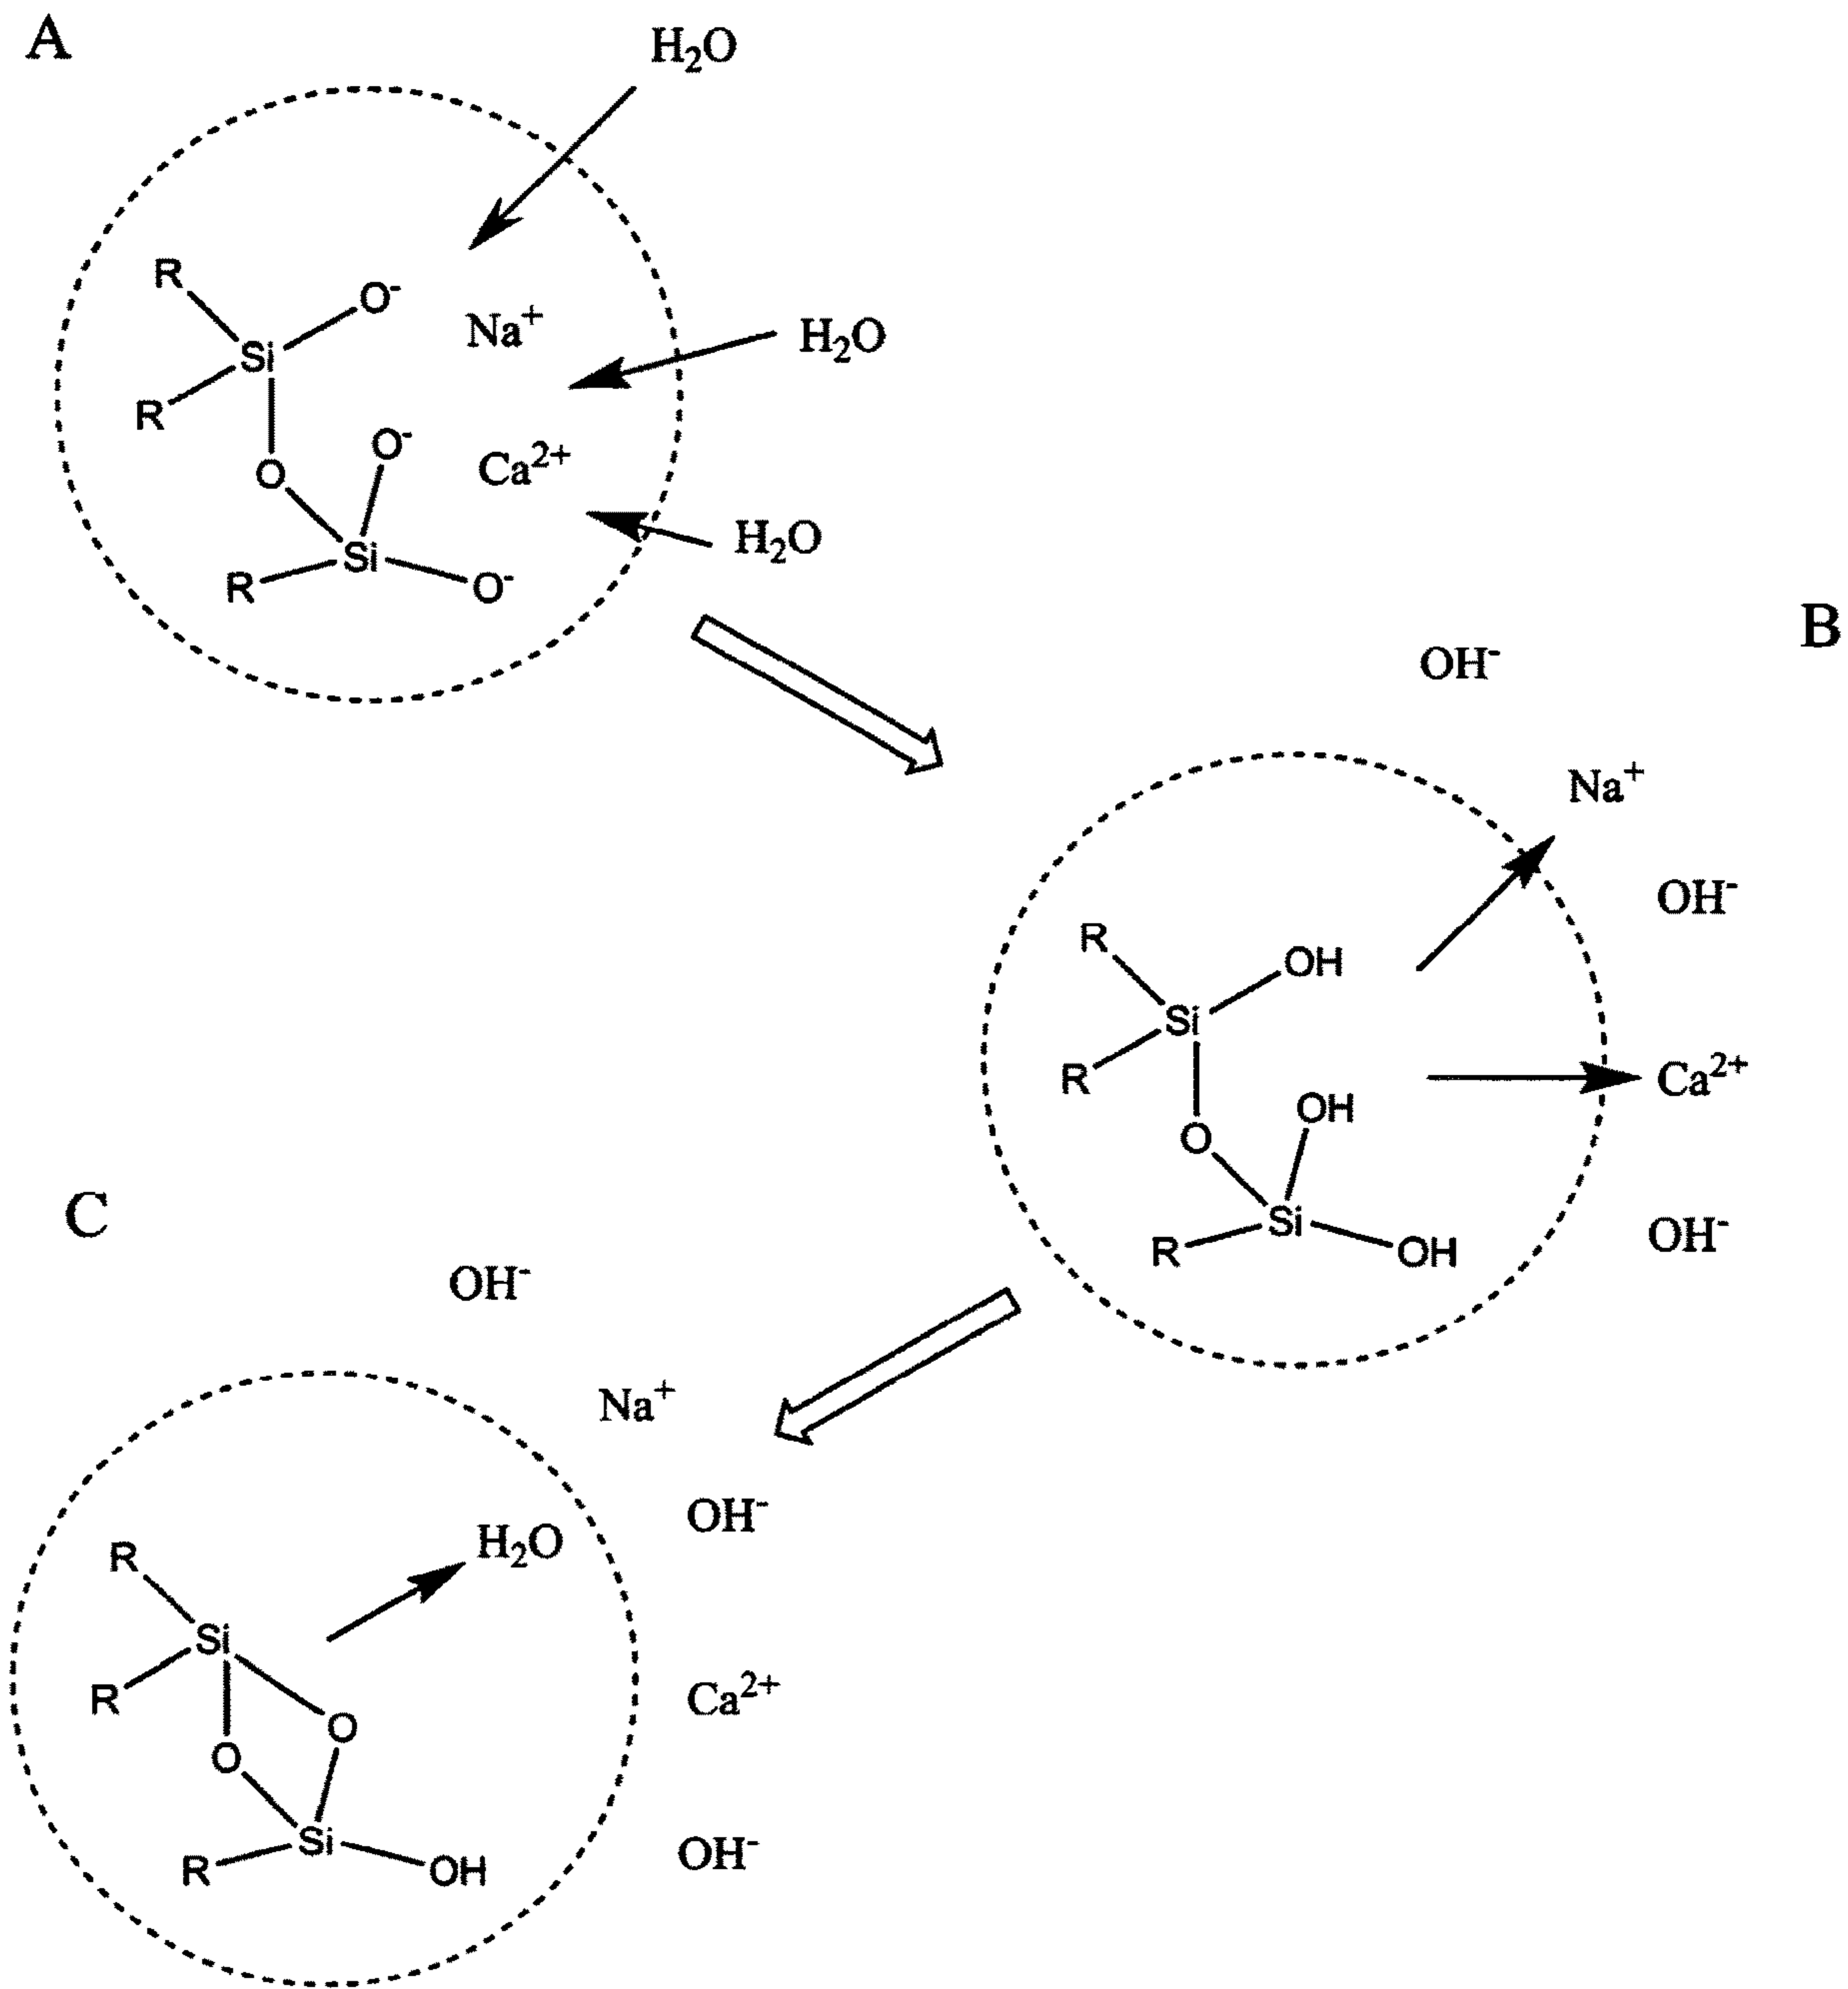 A
H₂O
R
O⁻
Na⁺
H₂O
Si
R
O⁻
Ca²⁺
O
H₂O
Si
R
O⁻
B
OH⁻
Na⁺
OH⁻
R
OH
Si
R
Ca²⁺
OH
O
Si
OH⁻
R
OH
C
OH⁻
Na⁺
OH⁻
H₂O
R
Si
R
Ca²⁺
O
O
Si
OH⁻
R
OH